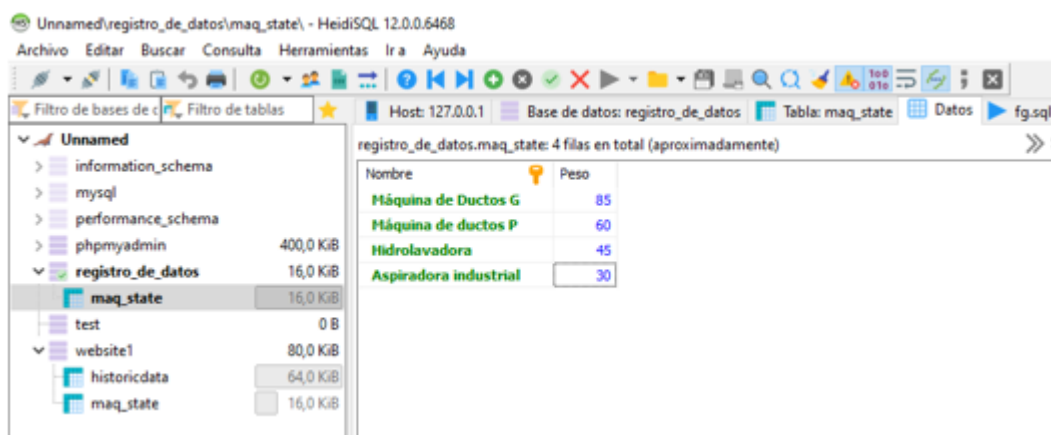 Unnamed\registro_de_datos\maq_state\ - HeidiSQL 12.0.0.6468
Archivo Editar Buscar Consulta Herramientas Ir a Ayuda
Filtro de bases de c Filtro de tablas
Host: 127.0.0.1 Base de datos: registro_de_datos Tabla: maq_state Datos fg.sql
Unnamed
information_schema
mysql
performance_schema
phpmyadmin 400,0 KiB
registro_de_datos 16,0 KiB
maq_state 16,0 KiB
test 0 B
website1 80,0 KiB
historicdata 64,0 KiB
maq_state 16,0 KiB
registro_de_datos.maq_state: 4 filas en total (aproximadamente)
Nombre Peso
Máquina de Ductos G 85
Máquina de ductos P 60
Hidrolavadora 45
Aspiradora industrial 30